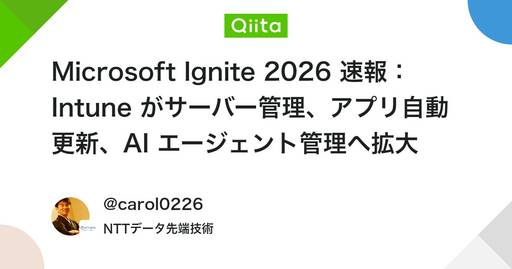 Qiita
Microsoft Ignite 2026 速報：
Intune がサーバー管理、アプリ自動
更新、AI エージェント管理へ拡大
@carol0226
NTTデータ先端技術